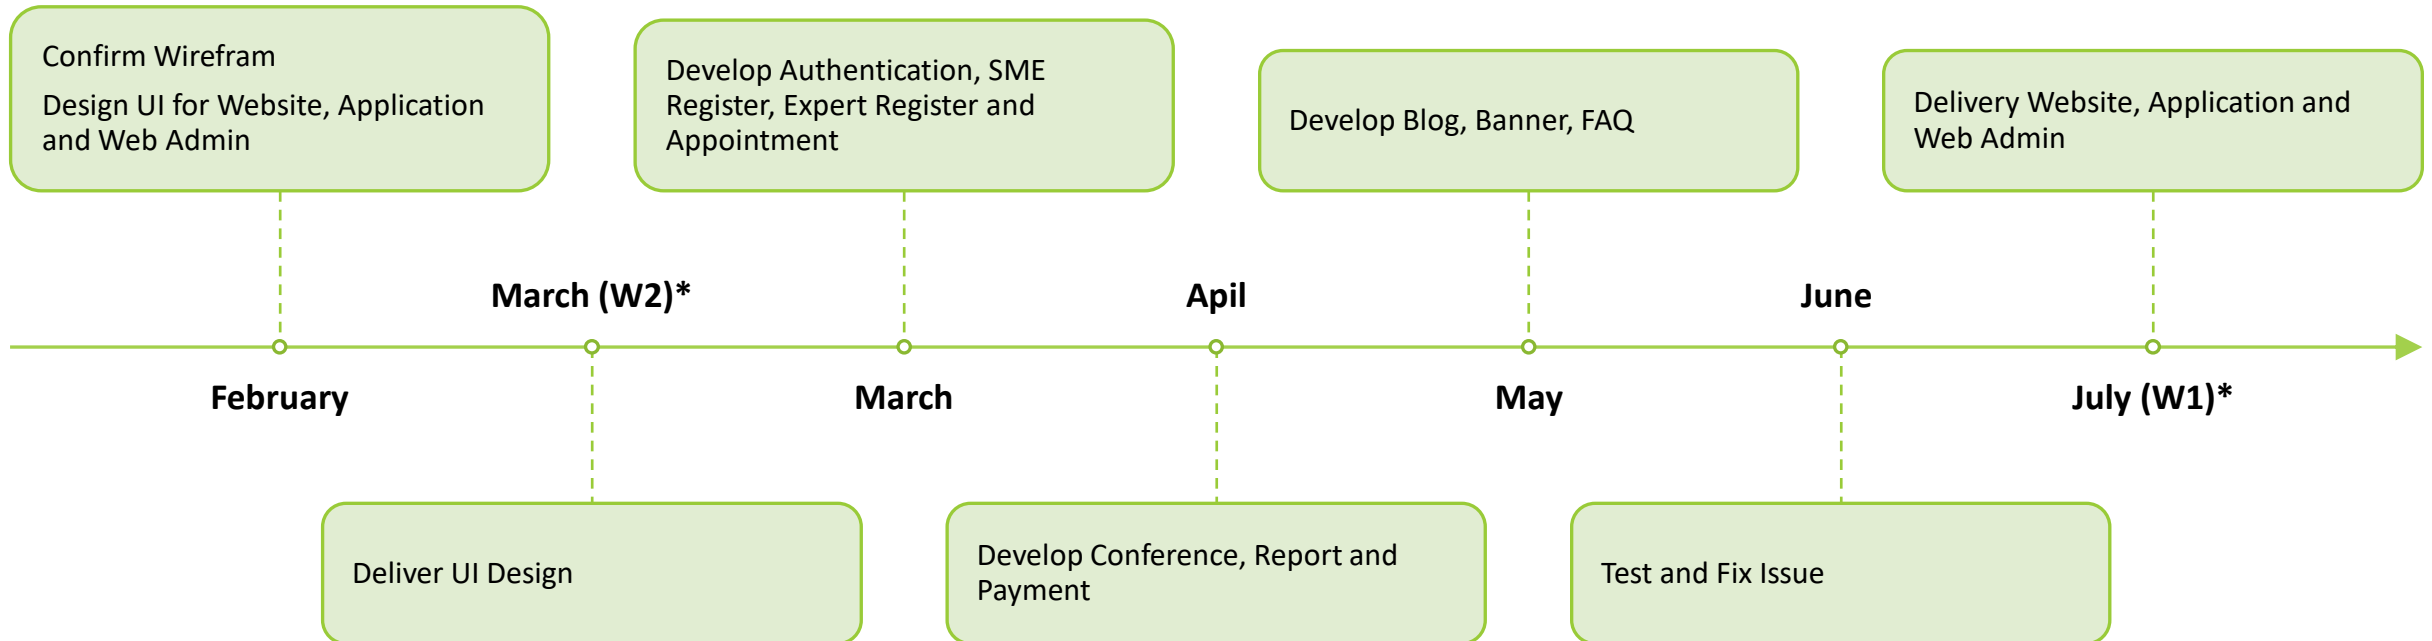 Confirm Wirefram
Design UI for Website, Application
and Web Admin
Develop Authentication, SME
Register, Expert Register and
Appointment
Develop Blog, Banner, FAQ
Delivery Website, Application and
Web Admin
March (W2)*
Apil
June
February
March
May
July (W1)*
Deliver UI Design
Develop Conference, Report and
Payment
Test and Fix Issue